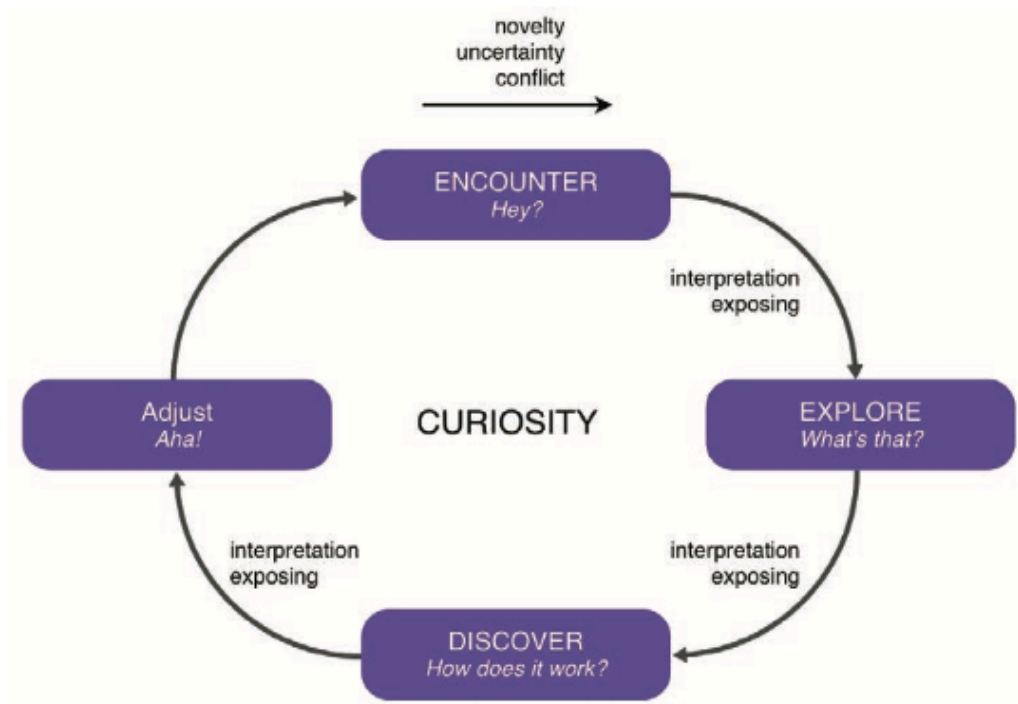 novelty
uncertainty
conflict
ENCOUNTER
Hey?
interpretation
exposing
EXPLORE
What's that?
interpretation
exposing
DISCOVER
How does it work?
interpretation
exposing
Adjust
Aha!
CURIOSITY